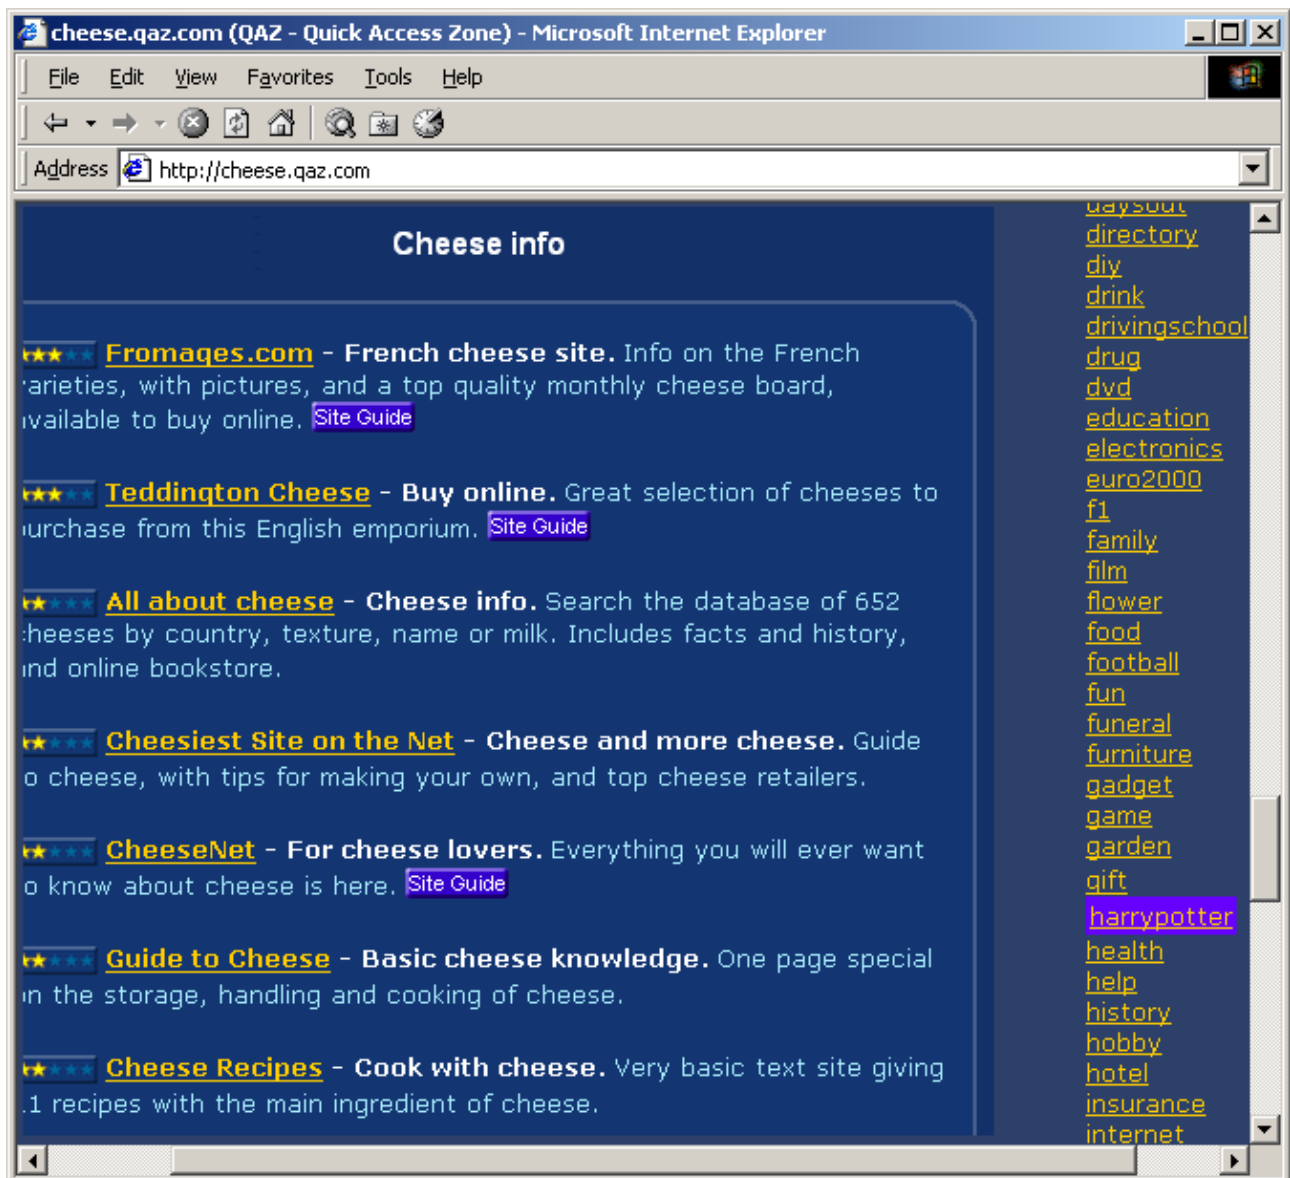 cheese.qaz.com (QAZ - Quick Access Zone) - Microsoft Internet Explorer
File Edit View Favorites Tools Help
Address http://cheese.qaz.com
Cheese info
Fromages.com - French cheese site. Info on the French
varieties, with pictures, and a top quality monthly cheese board,
available to buy online. Site Guide
Teddington Cheese - Buy online. Great selection of cheeses to
purchase from this English emporium. Site Guide
All about cheese - Cheese info. Search the database of 652
cheeses by country, texture, name or milk. Includes facts and history,
and online bookstore.
Cheesiest Site on the Net - Cheese and more cheese. Guide
to cheese, with tips for making your own, and top cheese retailers.
CheeseNet - For cheese lovers. Everything you will ever want
to know about cheese is here. Site Guide
Guide to Cheese - Basic cheese knowledge. One page special
on the storage, handling and cooking of cheese.
Cheese Recipes - Cook with cheese. Very basic text site giving
recipes with the main ingredient of cheese.
daysout
directory
diy
drink
drivingschool
drug
dvd
education
electronics
euro2000
f1
family
film
flower
food
football
fun
funeral
furniture
gadget
game
garden
gift
harrypotter
health
help
history
hobby
hotel
insurance
internet